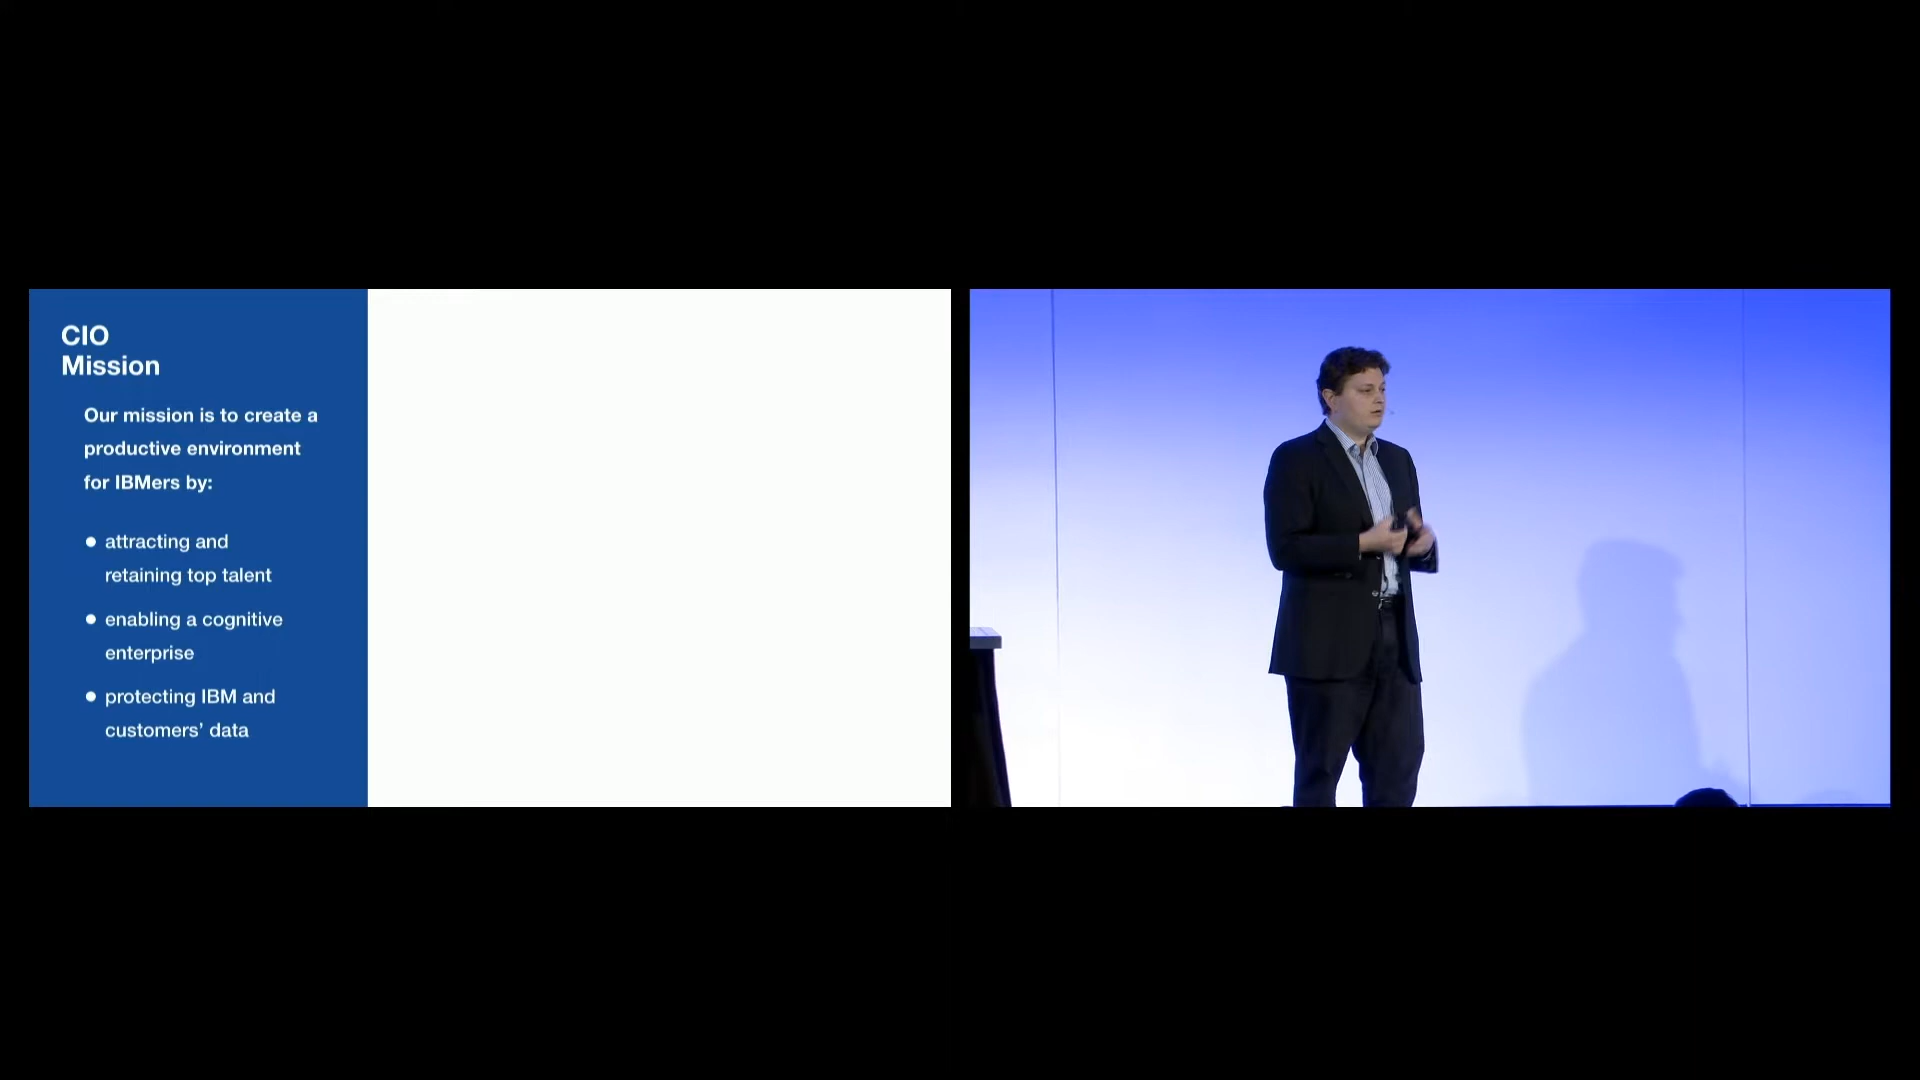 CIO
Mission
Our mission is to create a
productive environment
for IBMers by:
● attracting and
retaining top talent
● enabling a cognitive
enterprise
● protecting IBM and
customers’ data